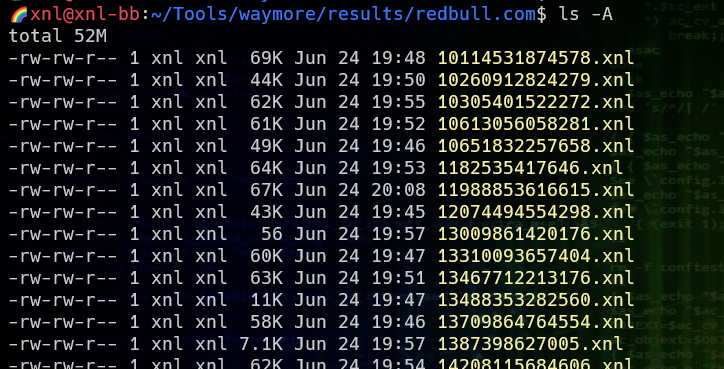 xnl@xnl-bb:~/Tools/waymore/results/redbull.com$ ls -A
total 52M
-rw-rw-r-- 1 xnl xnl  69K Jun 24 19:48 10114531874578.xnl
-rw-rw-r-- 1 xnl xnl  44K Jun 24 19:50 10260912824279.xnl
-rw-rw-r-- 1 xnl xnl  62K Jun 24 19:55 10305401522272.xnl
-rw-rw-r-- 1 xnl xnl  61K Jun 24 19:52 10613056058281.xnl
-rw-rw-r-- 1 xnl xnl  49K Jun 24 19:46 10651832257658.xnl
-rw-rw-r-- 1 xnl xnl  64K Jun 24 19:53 1182535417646.xnl
-rw-rw-r-- 1 xnl xnl  67K Jun 24 20:08 11988853616615.xnl
-rw-rw-r-- 1 xnl xnl  43K Jun 24 19:45 12074494554298.xnl
-rw-rw-r-- 1 xnl xnl   56 Jun 24 19:57 13009861420176.xnl
-rw-rw-r-- 1 xnl xnl  60K Jun 24 19:47 13310093657404.xnl
-rw-rw-r-- 1 xnl xnl  63K Jun 24 19:51 13467712213176.xnl
-rw-rw-r-- 1 xnl xnl  11K Jun 24 19:47 13488353282560.xnl
-rw-rw-r-- 1 xnl xnl  58K Jun 24 19:46 13709864764554.xnl
-rw-rw-r-- 1 xnl xnl 7.1K Jun 24 19:57 1387398627005.xnl
-rw-rw-r-- 1 xnl xnl  62K Jun 24 19:54 14208115684606.xnl